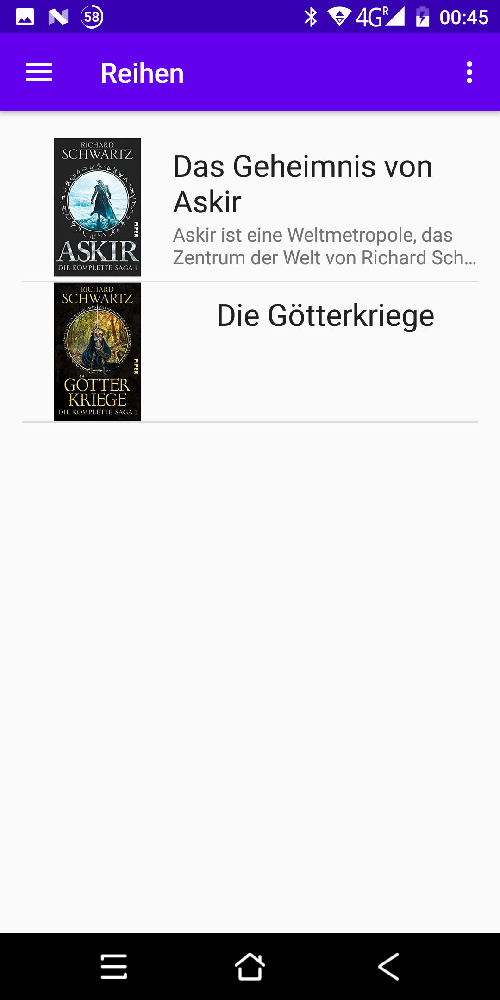 58
4G R
00:45
Reihen
RICHARD
SCHWARTZ
PIPER
ASKIR
DIE KOMPLETTE SAGA 1
Das Geheimnis von
Askir
Askir ist eine Weltmetropole, das
Zentrum der Welt von Richard Sch...
RICHARD
SCHWARTZ
PIPER
GÖTTER
KRIEGE
DIE KOMPLETTE SAGA 1
Die Götterkriege